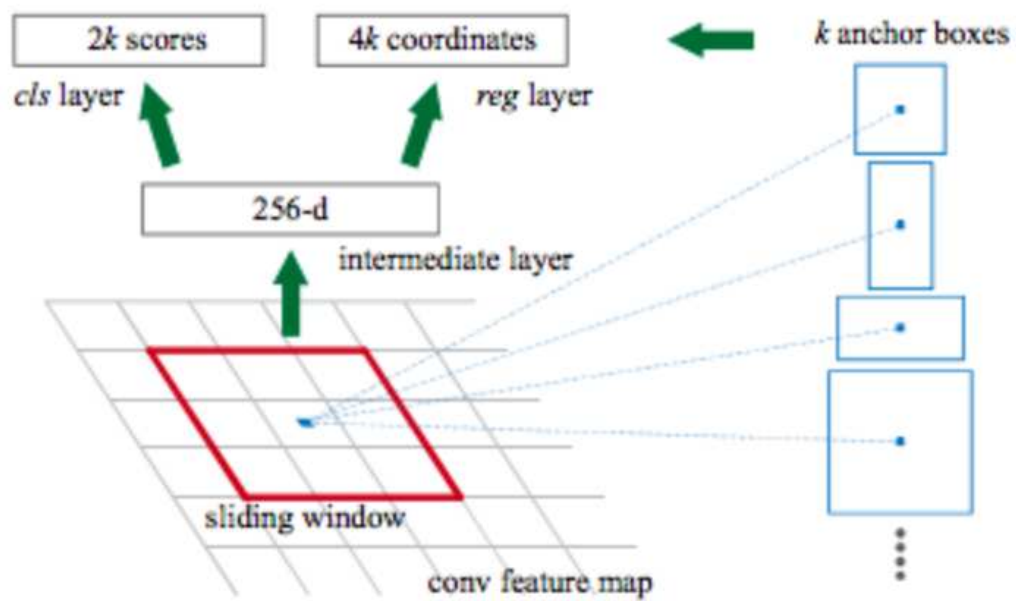 2k scores
4k coordinates
k anchor boxes
cls layer
reg layer
256-d
intermediate layer
sliding window
conv feature map